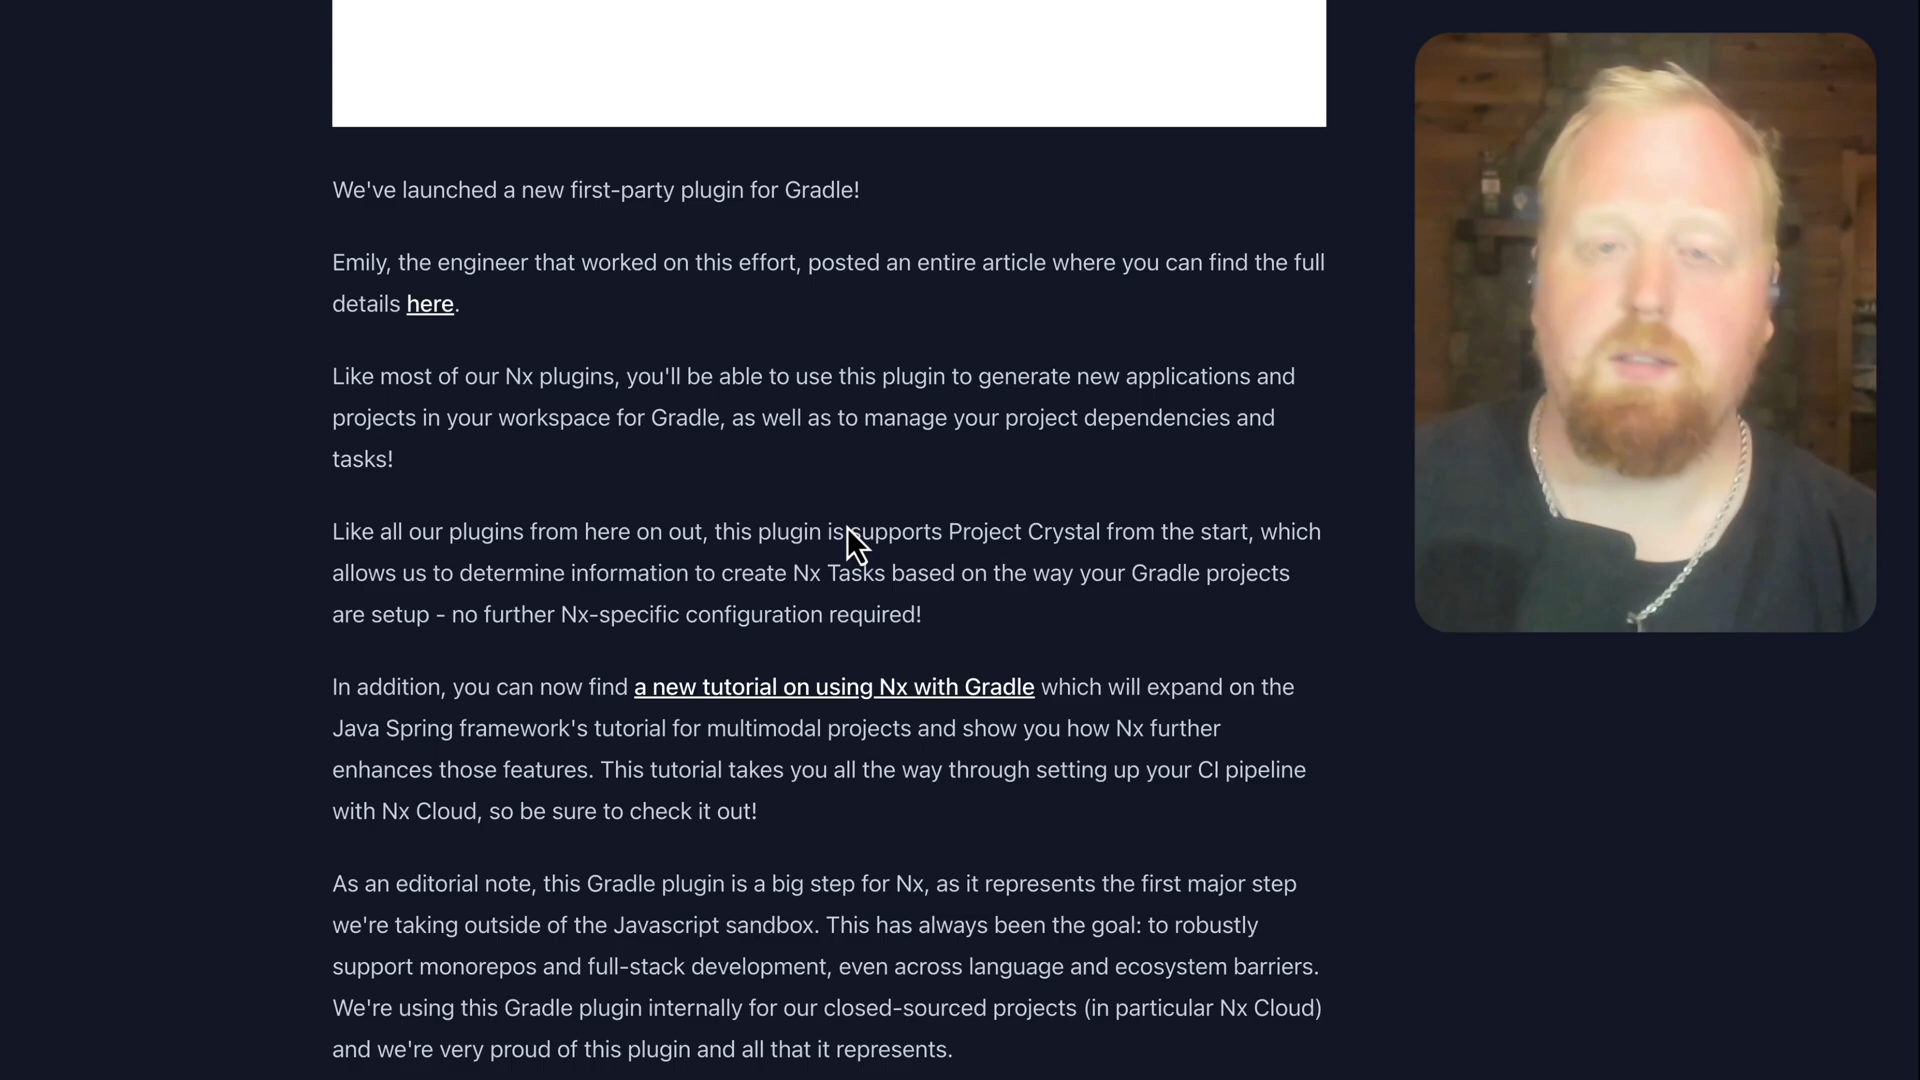 We've launched a new first-party plugin for Gradle!
Emily, the engineer that worked on this effort, posted an entire article where you can find the full
details here.
Like most of our Nx plugins, you'll be able to use this plugin to generate new applications and
projects in your workspace for Gradle, as well as to manage your project dependencies and
tasks!
Like all our plugins from here on out, this plugin is supports Project Crystal from the start, which
allows us to determine information to create Nx Tasks based on the way your Gradle projects
are setup - no further Nx-specific configuration required!
In addition, you can now find a new tutorial on using Nx with Gradle which will expand on the
Java Spring framework's tutorial for multimodal projects and show you how Nx further
enhances those features. This tutorial takes you all the way through setting up your CI pipeline
with Nx Cloud, so be sure to check it out!
As an editorial note, this Gradle plugin is a big step for Nx, as it represents the first major step
we're taking outside of the Javascript sandbox. This has always been the goal: to robustly
support monorepos and full-stack development, even across language and ecosystem barriers.
We're using this Gradle plugin internally for our closed-sourced projects (in particular Nx Cloud)
and we're very proud of this plugin and all that it represents.